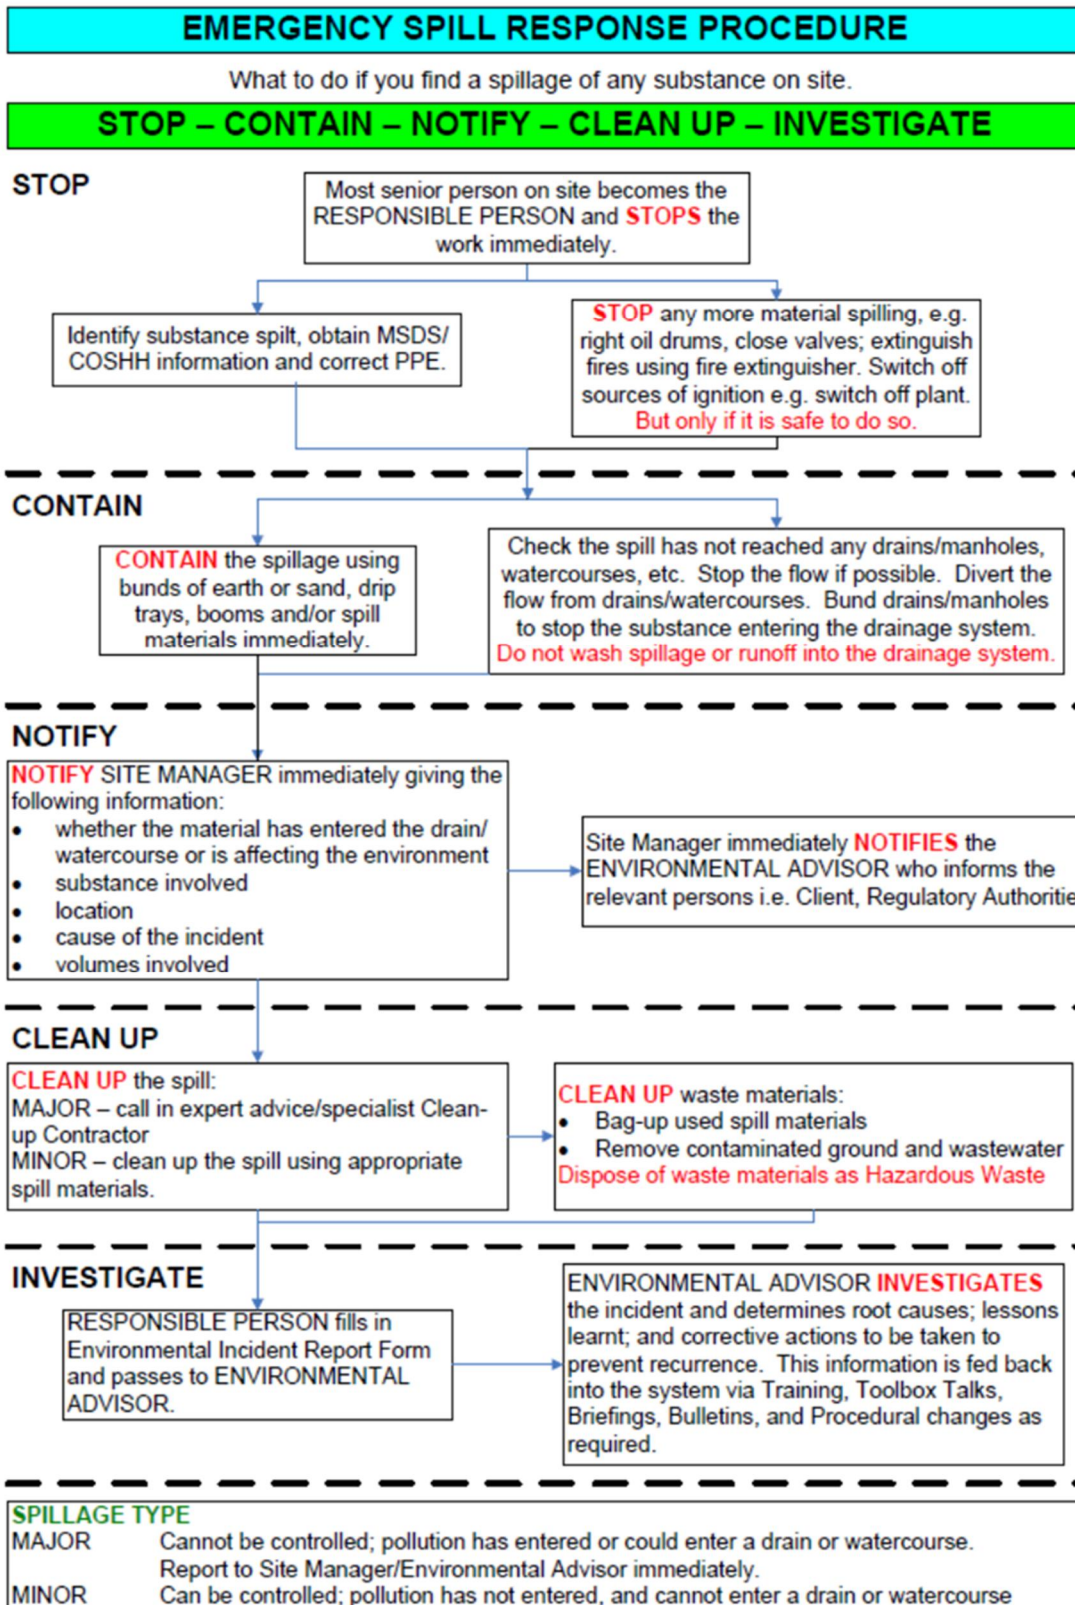 EMERGENCY SPILL RESPONSE PROCEDURE
What to do if you find a spillage of any substance on site.
STOP – CONTAIN – NOTIFY – CLEAN UP – INVESTIGATE
STOP
Most senior person on site becomes the
RESPONSIBLE PERSON and STOPS the
work immediately.
Identify substance spilt, obtain MSDS/
COSHH information and correct PPE.
STOP any more material spilling, e.g.
right oil drums, close valves; extinguish
fires using fire extinguisher. Switch off
sources of ignition e.g. switch off plant.
But only if it is safe to do so.
CONTAIN
CONTAIN the spillage using
bunds of earth or sand, drip
trays, booms and/or spill
materials immediately.
Check the spill has not reached any drains/manholes,
watercourses, etc. Stop the flow if possible. Divert the
flow from drains/watercourses. Bund drains/manholes
to stop the substance entering the drainage system.
Do not wash spillage or runoff into the drainage system.
NOTIFY
NOTIFY SITE MANAGER immediately giving the
following information:
• whether the material has entered the drain/
watercourse or is affecting the environment
• substance involved
• location
• cause of the incident
• volumes involved
Site Manager immediately NOTIFIES the
ENVIRONMENTAL ADVISOR who informs the
relevant persons i.e. Client, Regulatory Authoritie
CLEAN UP
CLEAN UP the spill:
MAJOR – call in expert advice/specialist Clean-
up Contractor
MINOR – clean up the spill using appropriate
spill materials.
CLEAN UP waste materials:
• Bag-up used spill materials
• Remove contaminated ground and wastewater
Dispose of waste materials as Hazardous Waste
INVESTIGATE
RESPONSIBLE PERSON fills in
Environmental Incident Report Form
and passes to ENVIRONMENTAL
ADVISOR.
ENVIRONMENTAL ADVISOR INVESTIGATES
the incident and determines root causes; lessons
learnt; and corrective actions to be taken to
prevent recurrence. This information is fed back
into the system via Training, Toolbox Talks,
Briefings, Bulletins, and Procedural changes as
required.
SPILLAGE TYPE
MAJOR Cannot be controlled; pollution has entered or could enter a drain or watercourse.
Report to Site Manager/Environmental Advisor immediately.
MINOR Can be controlled; pollution has not entered, and cannot enter a drain or watercourse